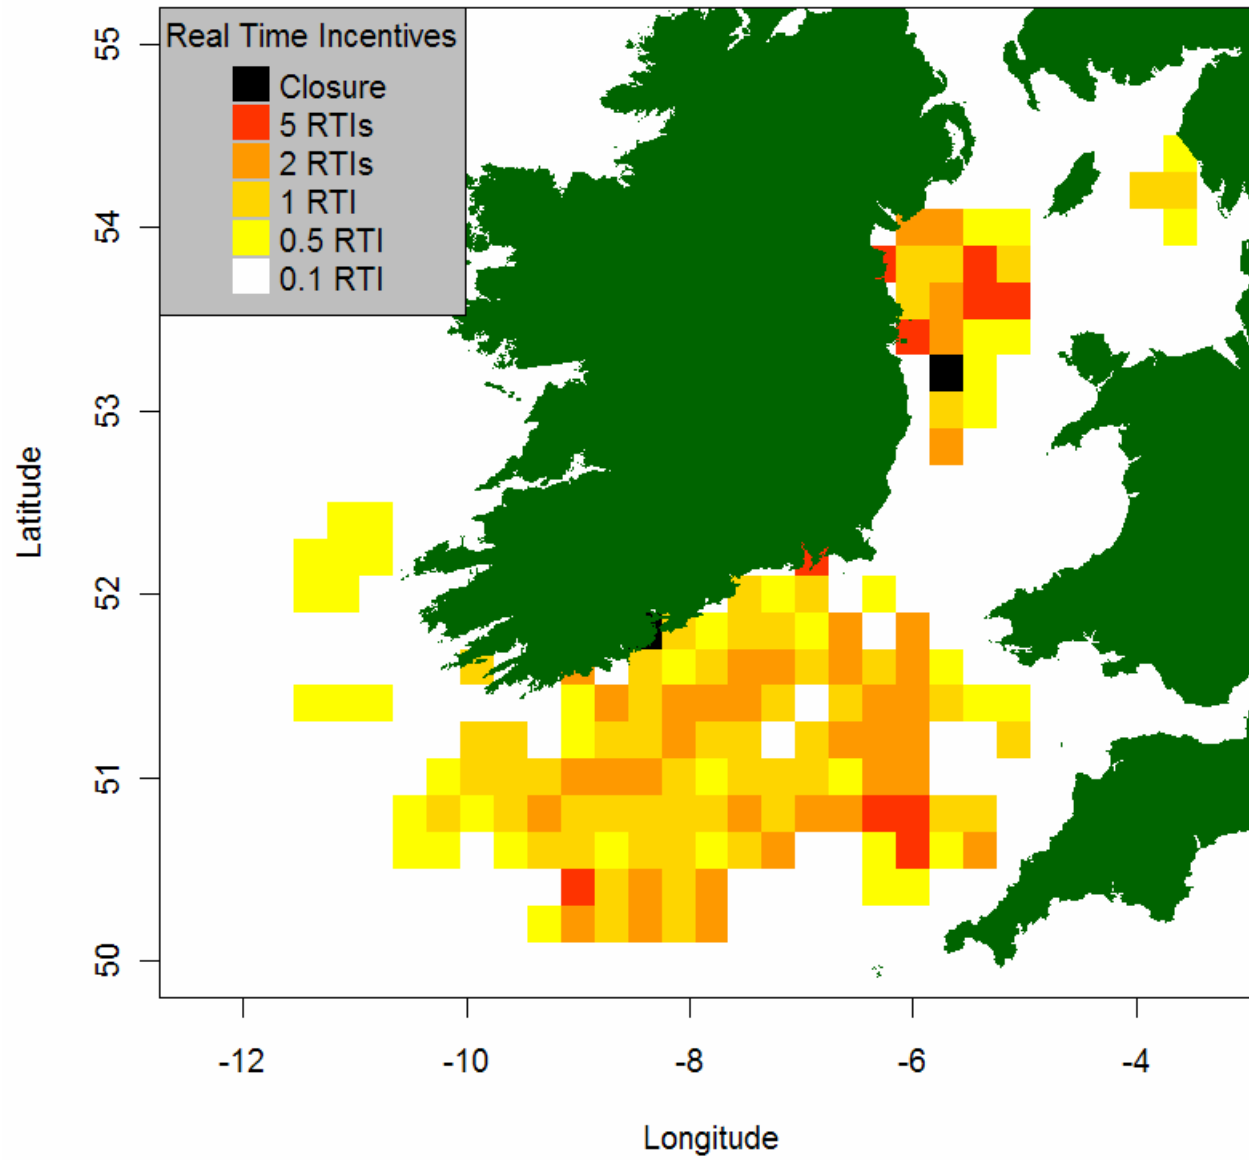 Real Time Incentives
Closure
5 RTIs
2 RTIs
1 RTI
0.5 RTI
0.1 RTI
55
54
53
52
51
50
Latitude
-12
-10
-8
-6
-4
Longitude